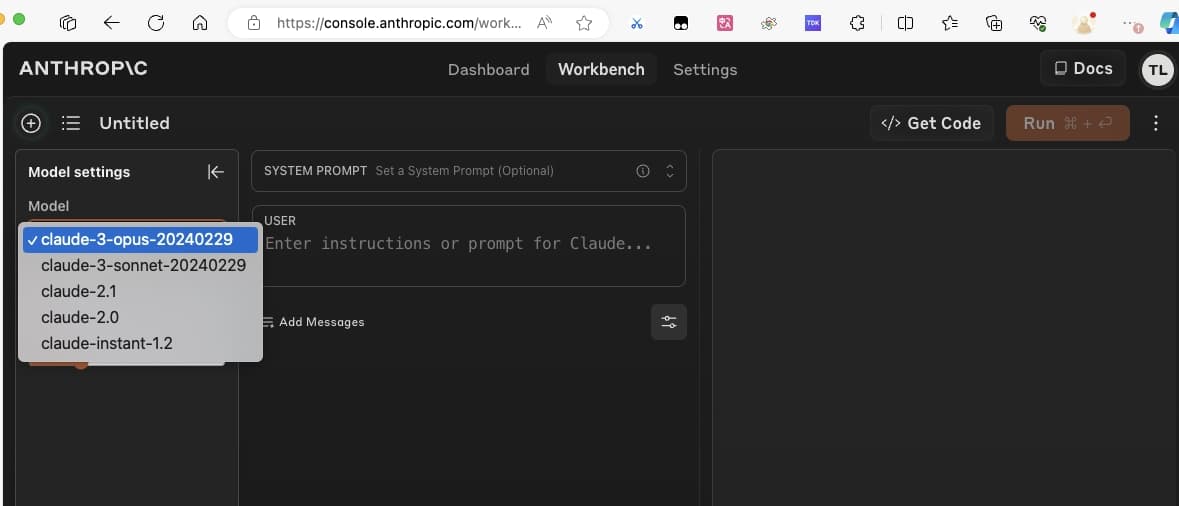 https://console.anthropic.com/work...
TDK
ANTHROP\C
Dashboard
Workbench
Settings
Docs
TL
Untitled
</> Get Code
Run ⌘ + ⏎
Model settings
SYSTEM PROMPT Set a System Prompt (Optional)
Model
USER
✓ claude-3-opus-20240229
Enter instructions or prompt for Claude...
claude-3-sonnet-20240229
claude-2.1
claude-2.0
Add Messages
claude-instant-1.2